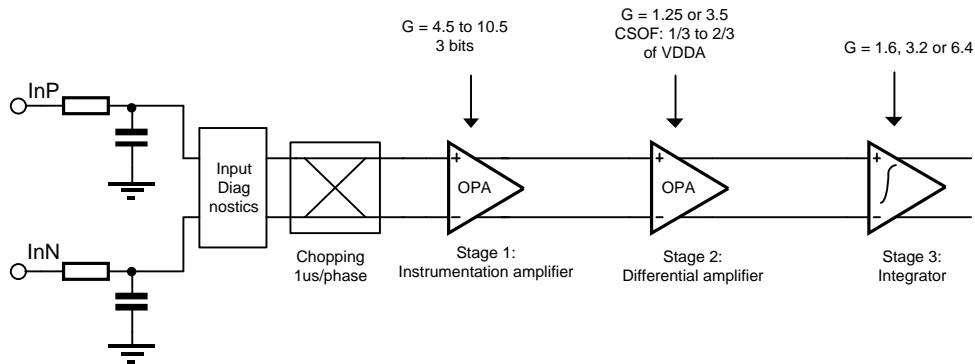 G = 4.5 to 10.5
3 bits
G = 1.25 or 3.5
CSOF: 1/3 to 2/3
of VDDA
G = 1.6, 3.2 or 6.4
InP
InN
Input
Diag
nostics
Chopping
1us/phase
+
OPA
−
Stage 1:
Instrumentation amplifier
+
OPA
−
Stage 2:
Differential amplifier
+
∫
−
Stage 3:
Integrator